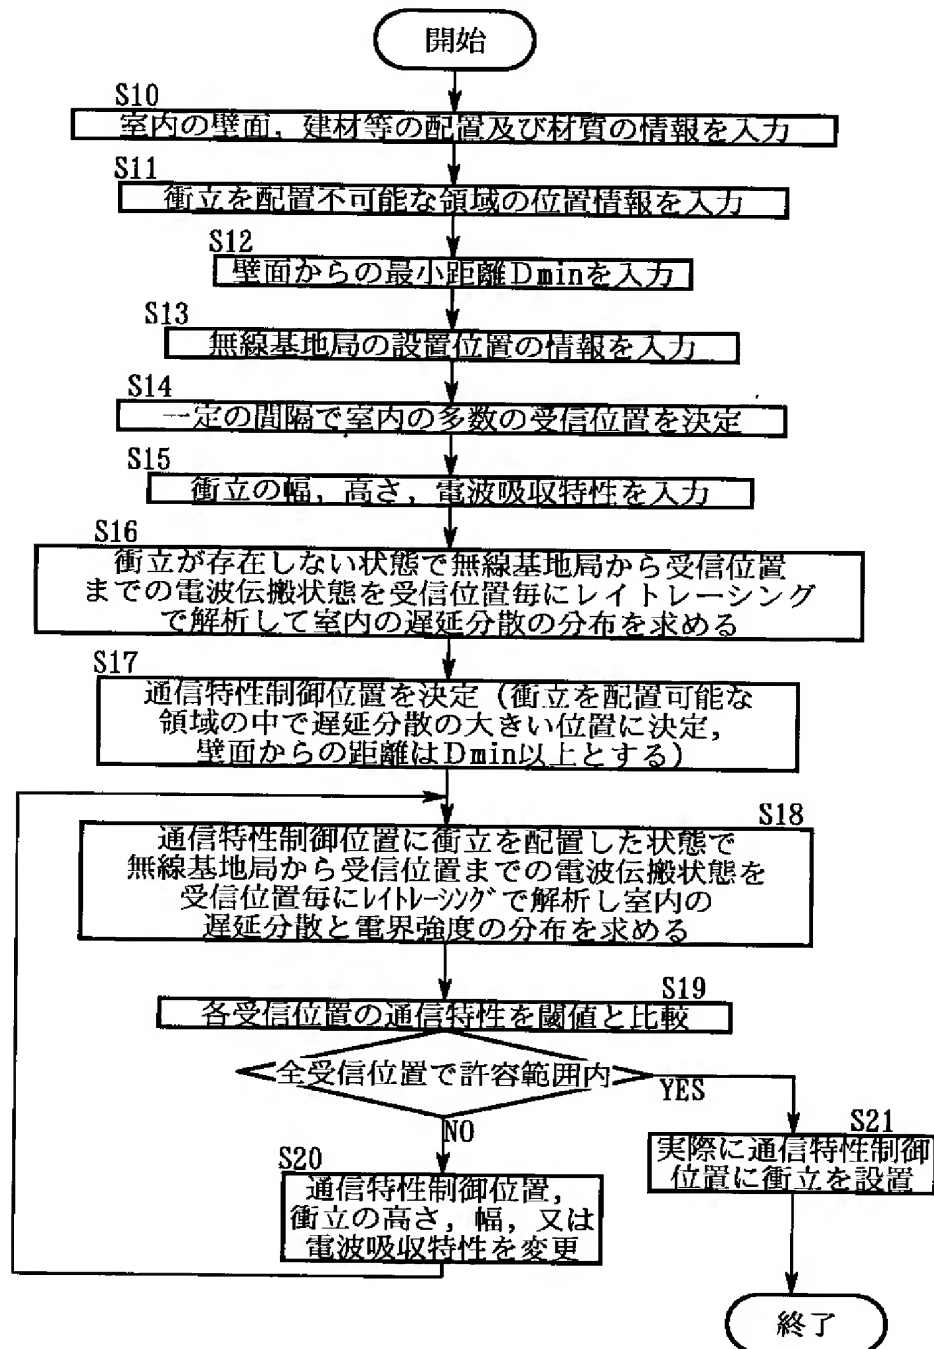 開始
S10
室内の壁面，建材等の配置及び材質の情報を入力
S11
衝立を配置不可能な領域の位置情報を入力
S12
壁面からの最小距離Dminを入力
S13
無線基地局の設置位置の情報を入力
S14
一定の間隔で室内の多数の受信位置を決定
S15
衝立の幅，高さ，電波吸収特性を入力
S16
衝立が存在しない状態で無線基地局から受信位置
までの電波伝搬状態を受信位置毎にレイトレーシング
で解析して室内の遅延分散の分布を求める
S17
通信特性制御位置を決定（衝立を配置可能な
領域の中で遅延分散の大きい位置に決定，
壁面からの距離はDmin以上とする）
S18
通信特性制御位置に衝立を配置した状態で
無線基地局から受信位置までの電波伝搬状態を
受信位置毎にﾚｲﾄﾚｰｼﾝｸﾞで解析し室内の
遅延分散と電界強度の分布を求める
S19
各受信位置の通信特性を閾値と比較
全受信位置で許容範囲内
YES
NO
S20
通信特性制御位置，
衝立の高さ，幅，又は
電波吸収特性を変更
S21
実際に通信特性制御
位置に衝立を設置
終了